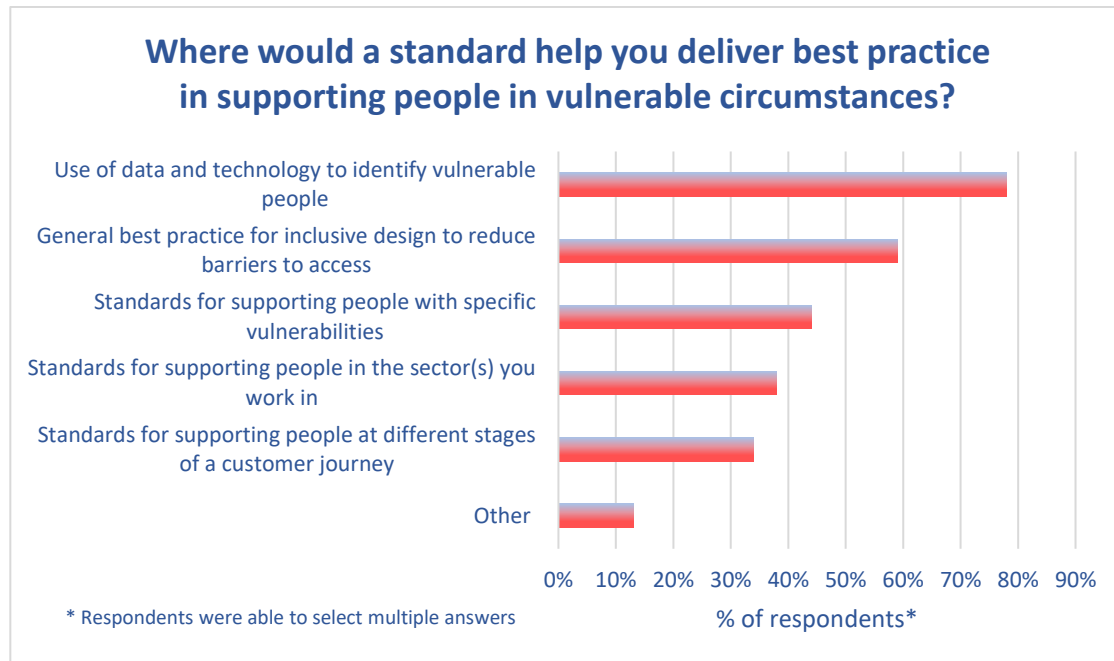 Where would a standard help you deliver best practice
in supporting people in vulnerable circumstances?
Use of data and technology to identify vulnerable
people
General best practice for inclusive design to reduce
barriers to access
Standards for supporting people with specific
vulnerabilities
Standards for supporting people in the sector(s) you
work in
Standards for supporting people at different stages
of a customer journey
Other
0% 10% 20% 30% 40% 50% 60% 70% 80% 90%
* Respondents were able to select multiple answers
% of respondents*